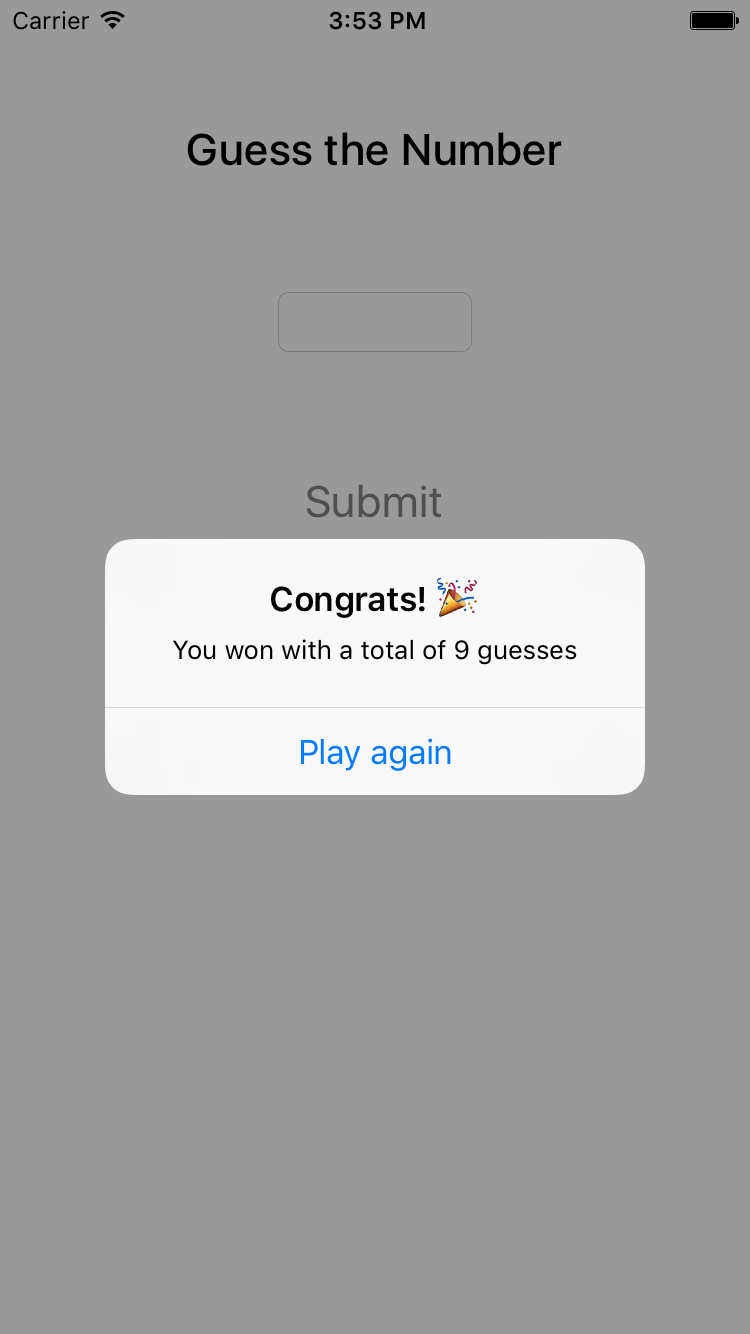 Carrier 3:53 PM
Guess the Number
Submit
Congrats! 🎉
You won with a total of 9 guesses
Play again